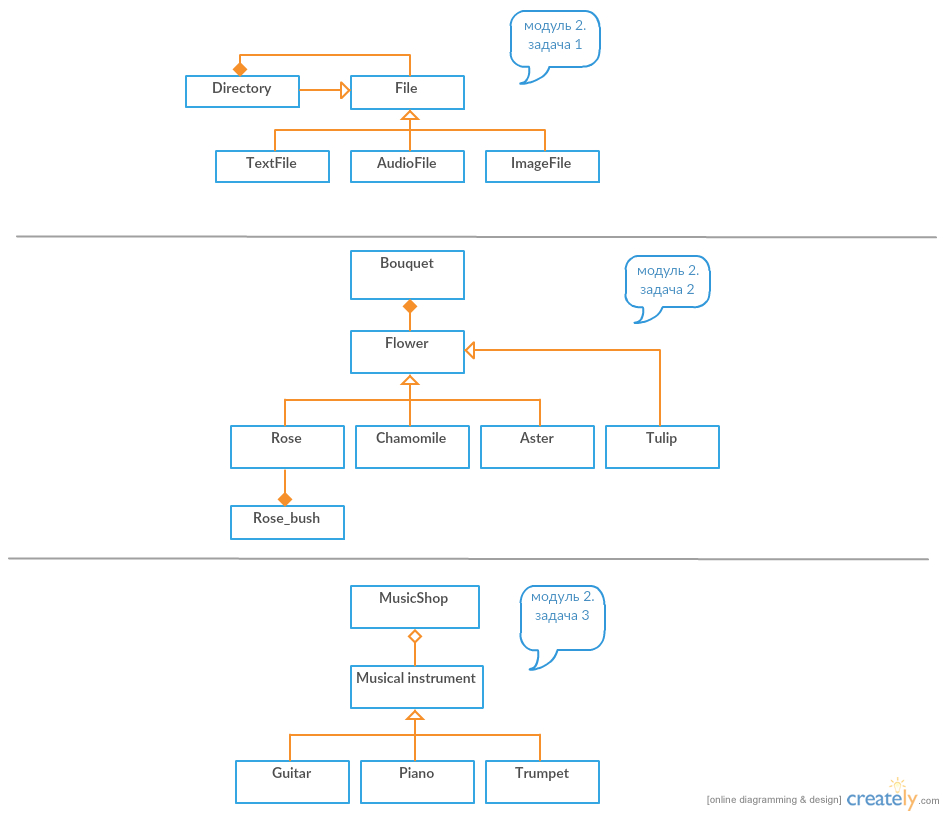 модуль 2.
задача 1
Directory
File
TextFile
AudioFile
ImageFile
Bouquet
модуль 2.
задача 2
Flower
Rose
Chamomile
Aster
Tulip
Rose_bush
MusicShop
модуль 2.
задача 3
Musical instrument
Guitar
Piano
Trumpet
[online diagramming & design] creately.com